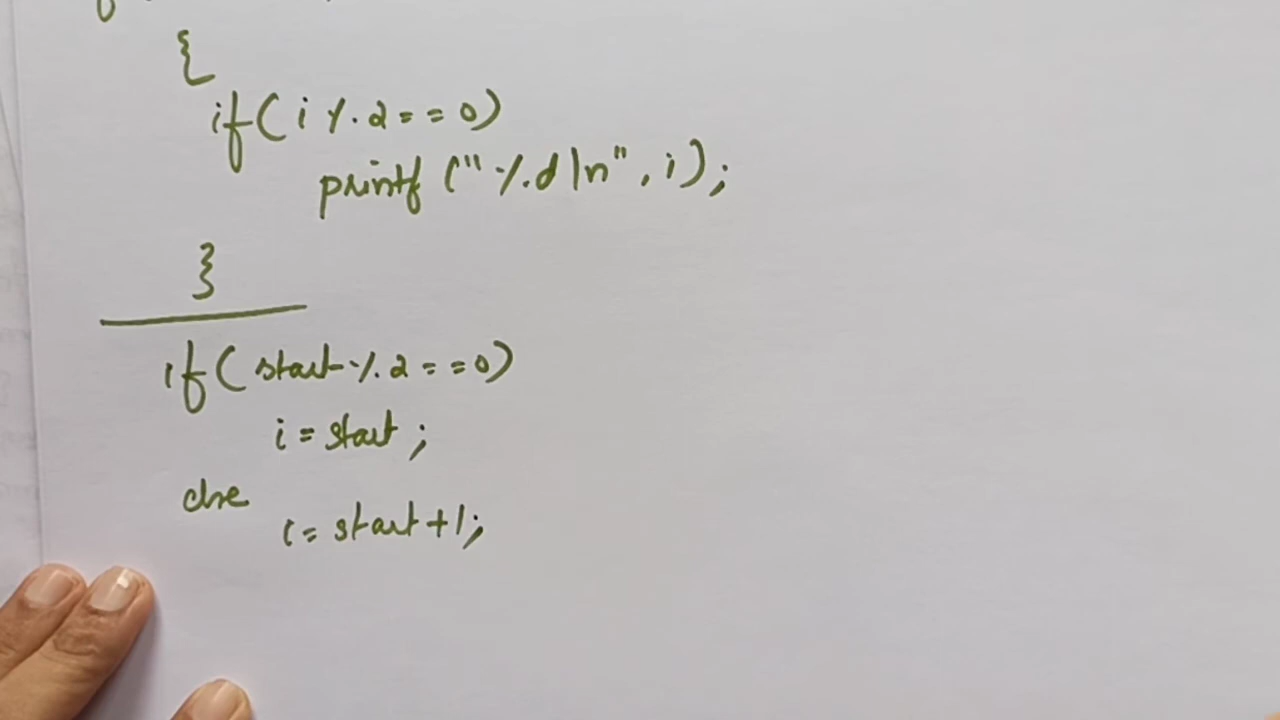 {
if(i%2==0)
printf("%d\n",i);
}
if(start%2==0)
i=start;
else
i=start+1;